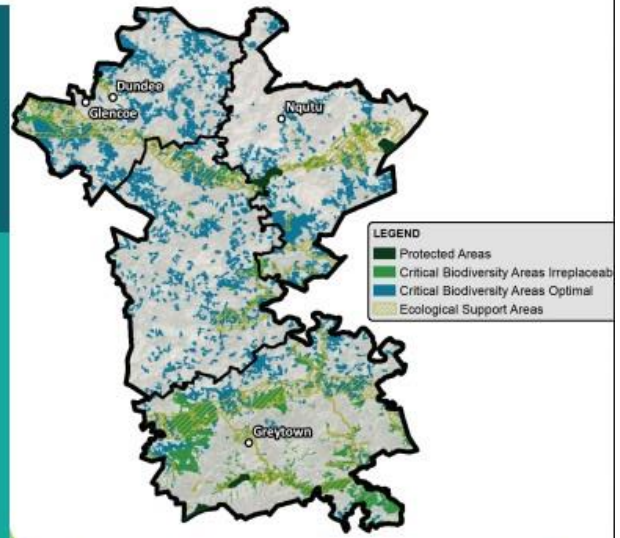 Dundee
Glencoe
Nqutu
LEGEND
Protected Areas
Critical Biodiversity Areas Irreplaceab
Critical Biodiversity Areas Optimal
Ecological Support Areas
Greytown